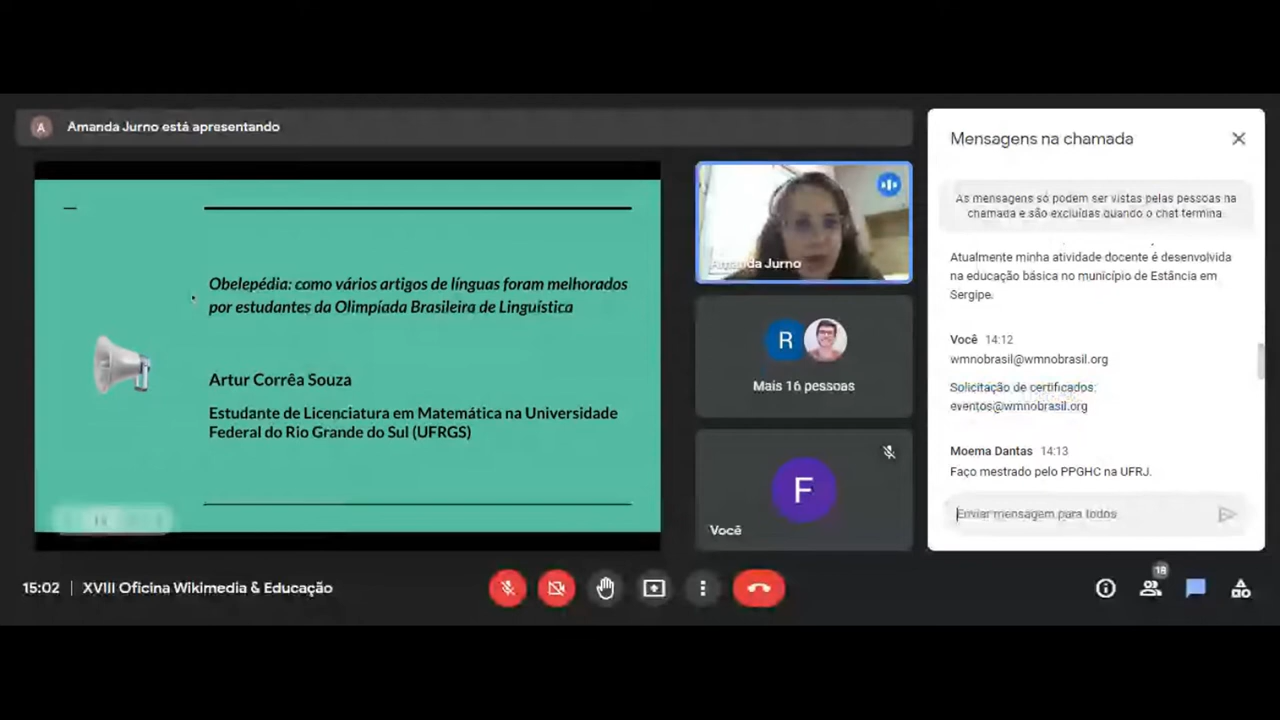 A
Amanda Jurno está apresentando
Obelepédia: como vários artigos de línguas foram melhorados
por estudantes da Olimpíada Brasileira de Linguística
Artur Corrêa Souza
Estudante de Licenciatura em Matemática na Universidade
Federal do Rio Grande do Sul (UFRGS)
Amanda Jurno
R
Mais 16 pessoas
F
Você
Mensagens na chamada
As mensagens só podem ser vistas pelas pessoas na
chamada e são excluídas quando o chat termina
Atualmente minha atividade docente é desenvolvida
na educação básica no município de Estância em
Sergipe.
Você 14:12
wmnobrasil@wmnobrasil.org
Solicitação de certificados:
eventos@wmnobrasil.org
Moema Dantas 14:13
Faço mestrado pelo PPGHC na UFRJ.
Enviar mensagem para todos
15:02 | XVIII Oficina Wikimedia & Educação
18